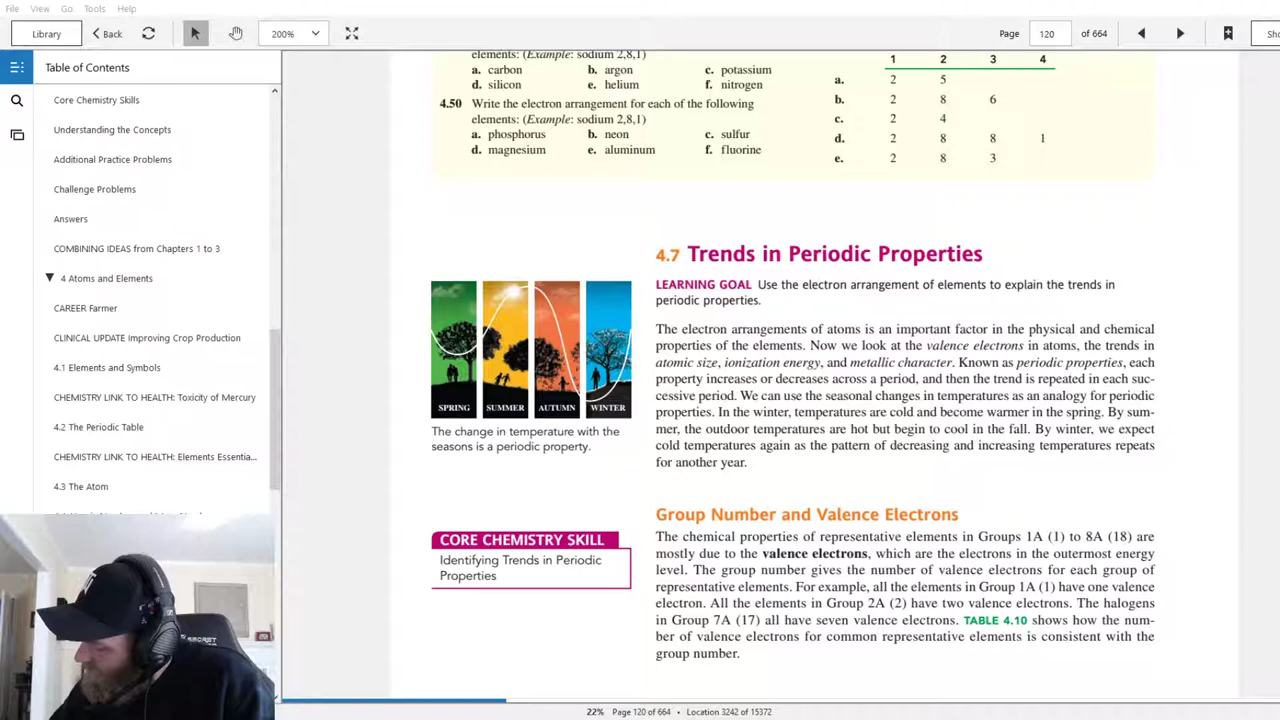 File View Go Tools Help
Library Back 200% Page 120 of 664
Table of Contents
Core Chemistry Skills
Understanding the Concepts
Additional Practice Problems
Challenge Problems
Answers
COMBINING IDEAS from Chapters 1 to 3
4 Atoms and Elements
CAREER Farmer
CLINICAL UPDATE Improving Crop Production
4.1 Elements and Symbols
CHEMISTRY LINK TO HEALTH: Toxicity of Mercury
4.2 The Periodic Table
CHEMISTRY LINK TO HEALTH: Elements Essentia...
4.3 The Atom
elements: (Example: sodium 2,8,1)
a. carbon b. argon c. potassium
d. silicon e. helium f. nitrogen
4.50 Write the electron arrangement for each of the following
elements: (Example: sodium 2,8,1)
a. phosphorus b. neon c. sulfur
d. magnesium e. aluminum f. fluorine
1 2 3 4
a. 2 5
b. 2 8 6
c. 2 4
d. 2 8 8 1
e. 2 8 3
4.7 Trends in Periodic Properties
LEARNING GOAL Use the electron arrangement of elements to explain the trends in
periodic properties.
SPRING SUMMER AUTUMN WINTER
The change in temperature with the
seasons is a periodic property.
The electron arrangements of atoms is an important factor in the physical and chemical
properties of the elements. Now we look at the valence electrons in atoms, the trends in
atomic size, ionization energy, and metallic character. Known as periodic properties, each
property increases or decreases across a period, and then the trend is repeated in each suc-
cessive period. We can use the seasonal changes in temperatures as an analogy for periodic
properties. In the winter, temperatures are cold and become warmer in the spring. By sum-
mer, the outdoor temperatures are hot but begin to cool in the fall. By winter, we expect
cold temperatures again as the pattern of decreasing and increasing temperatures repeats
for another year.
Group Number and Valence Electrons
CORE CHEMISTRY SKILL
Identifying Trends in Periodic
Properties
The chemical properties of representative elements in Groups 1A (1) to 8A (18) are
mostly due to the valence electrons, which are the electrons in the outermost energy
level. The group number gives the number of valence electrons for each group of
representative elements. For example, all the elements in Group 1A (1) have one valence
electron. All the elements in Group 2A (2) have two valence electrons. The halogens
in Group 7A (17) all have seven valence electrons. TABLE 4.10 shows how the num-
ber of valence electrons for common representative elements is consistent with the
group number.
22% Page 120 of 664 • Location 3242 of 15372